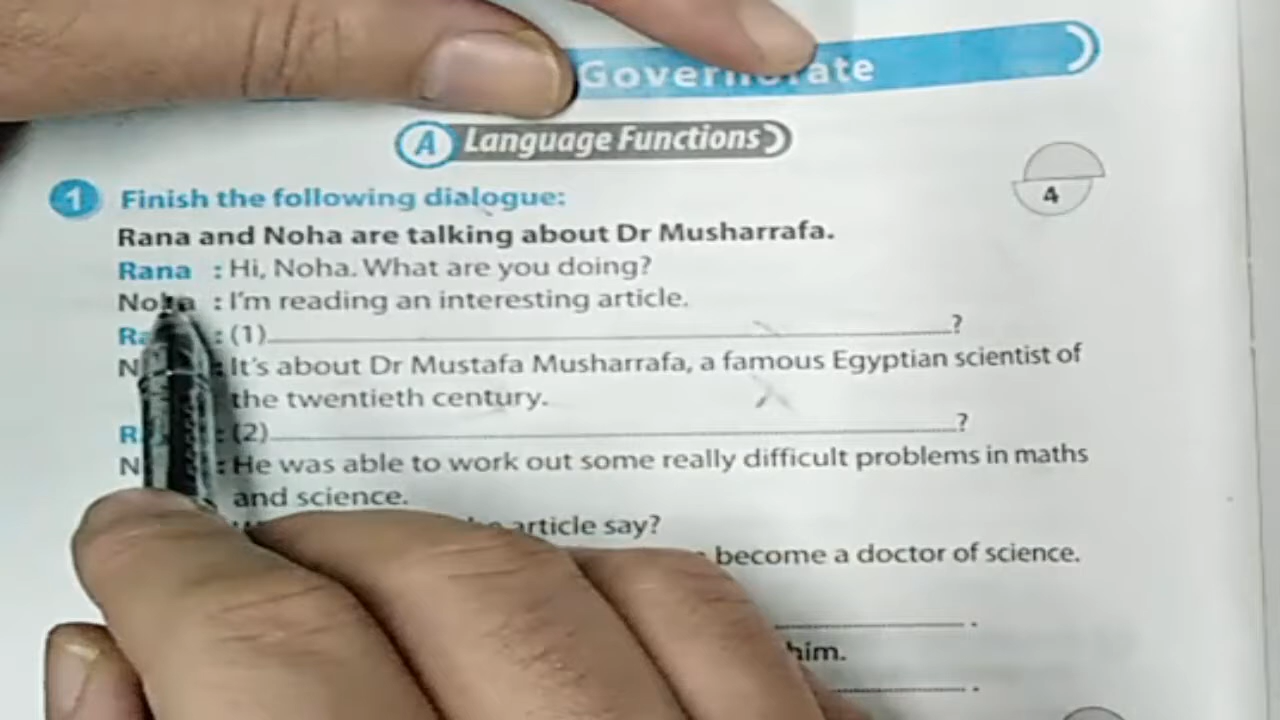 Governorate
A Language Functions
1 Finish the following dialogue:
4
Rana and Noha are talking about Dr Musharrafa.
Rana : Hi, Noha. What are you doing?
Noha : I'm reading an interesting article.
: (1) ?
: It's about Dr Mustafa Musharrafa, a famous Egyptian scientist of
the twentieth century.
: (2) ?
: He was able to work out some really difficult problems in maths
and science.
article say?
become a doctor of science.
.
him.
.